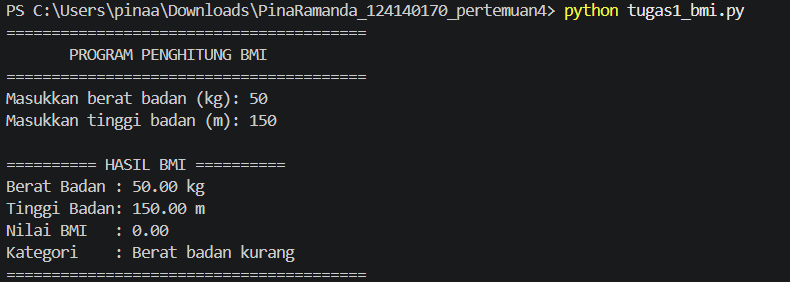 PS C:\Users\pinaa\Downloads\PinaRamanda_124140170_pertemuan4> python tugas1_bmi.py
========================================
       PROGRAM PENGHITUNG BMI
========================================
Masukkan berat badan (kg): 50
Masukkan tinggi badan (m): 150

========== HASIL BMI ==========
Berat Badan : 50.00 kg
Tinggi Badan: 150.00 m
Nilai BMI   : 0.00
Kategori    : Berat badan kurang
========================================